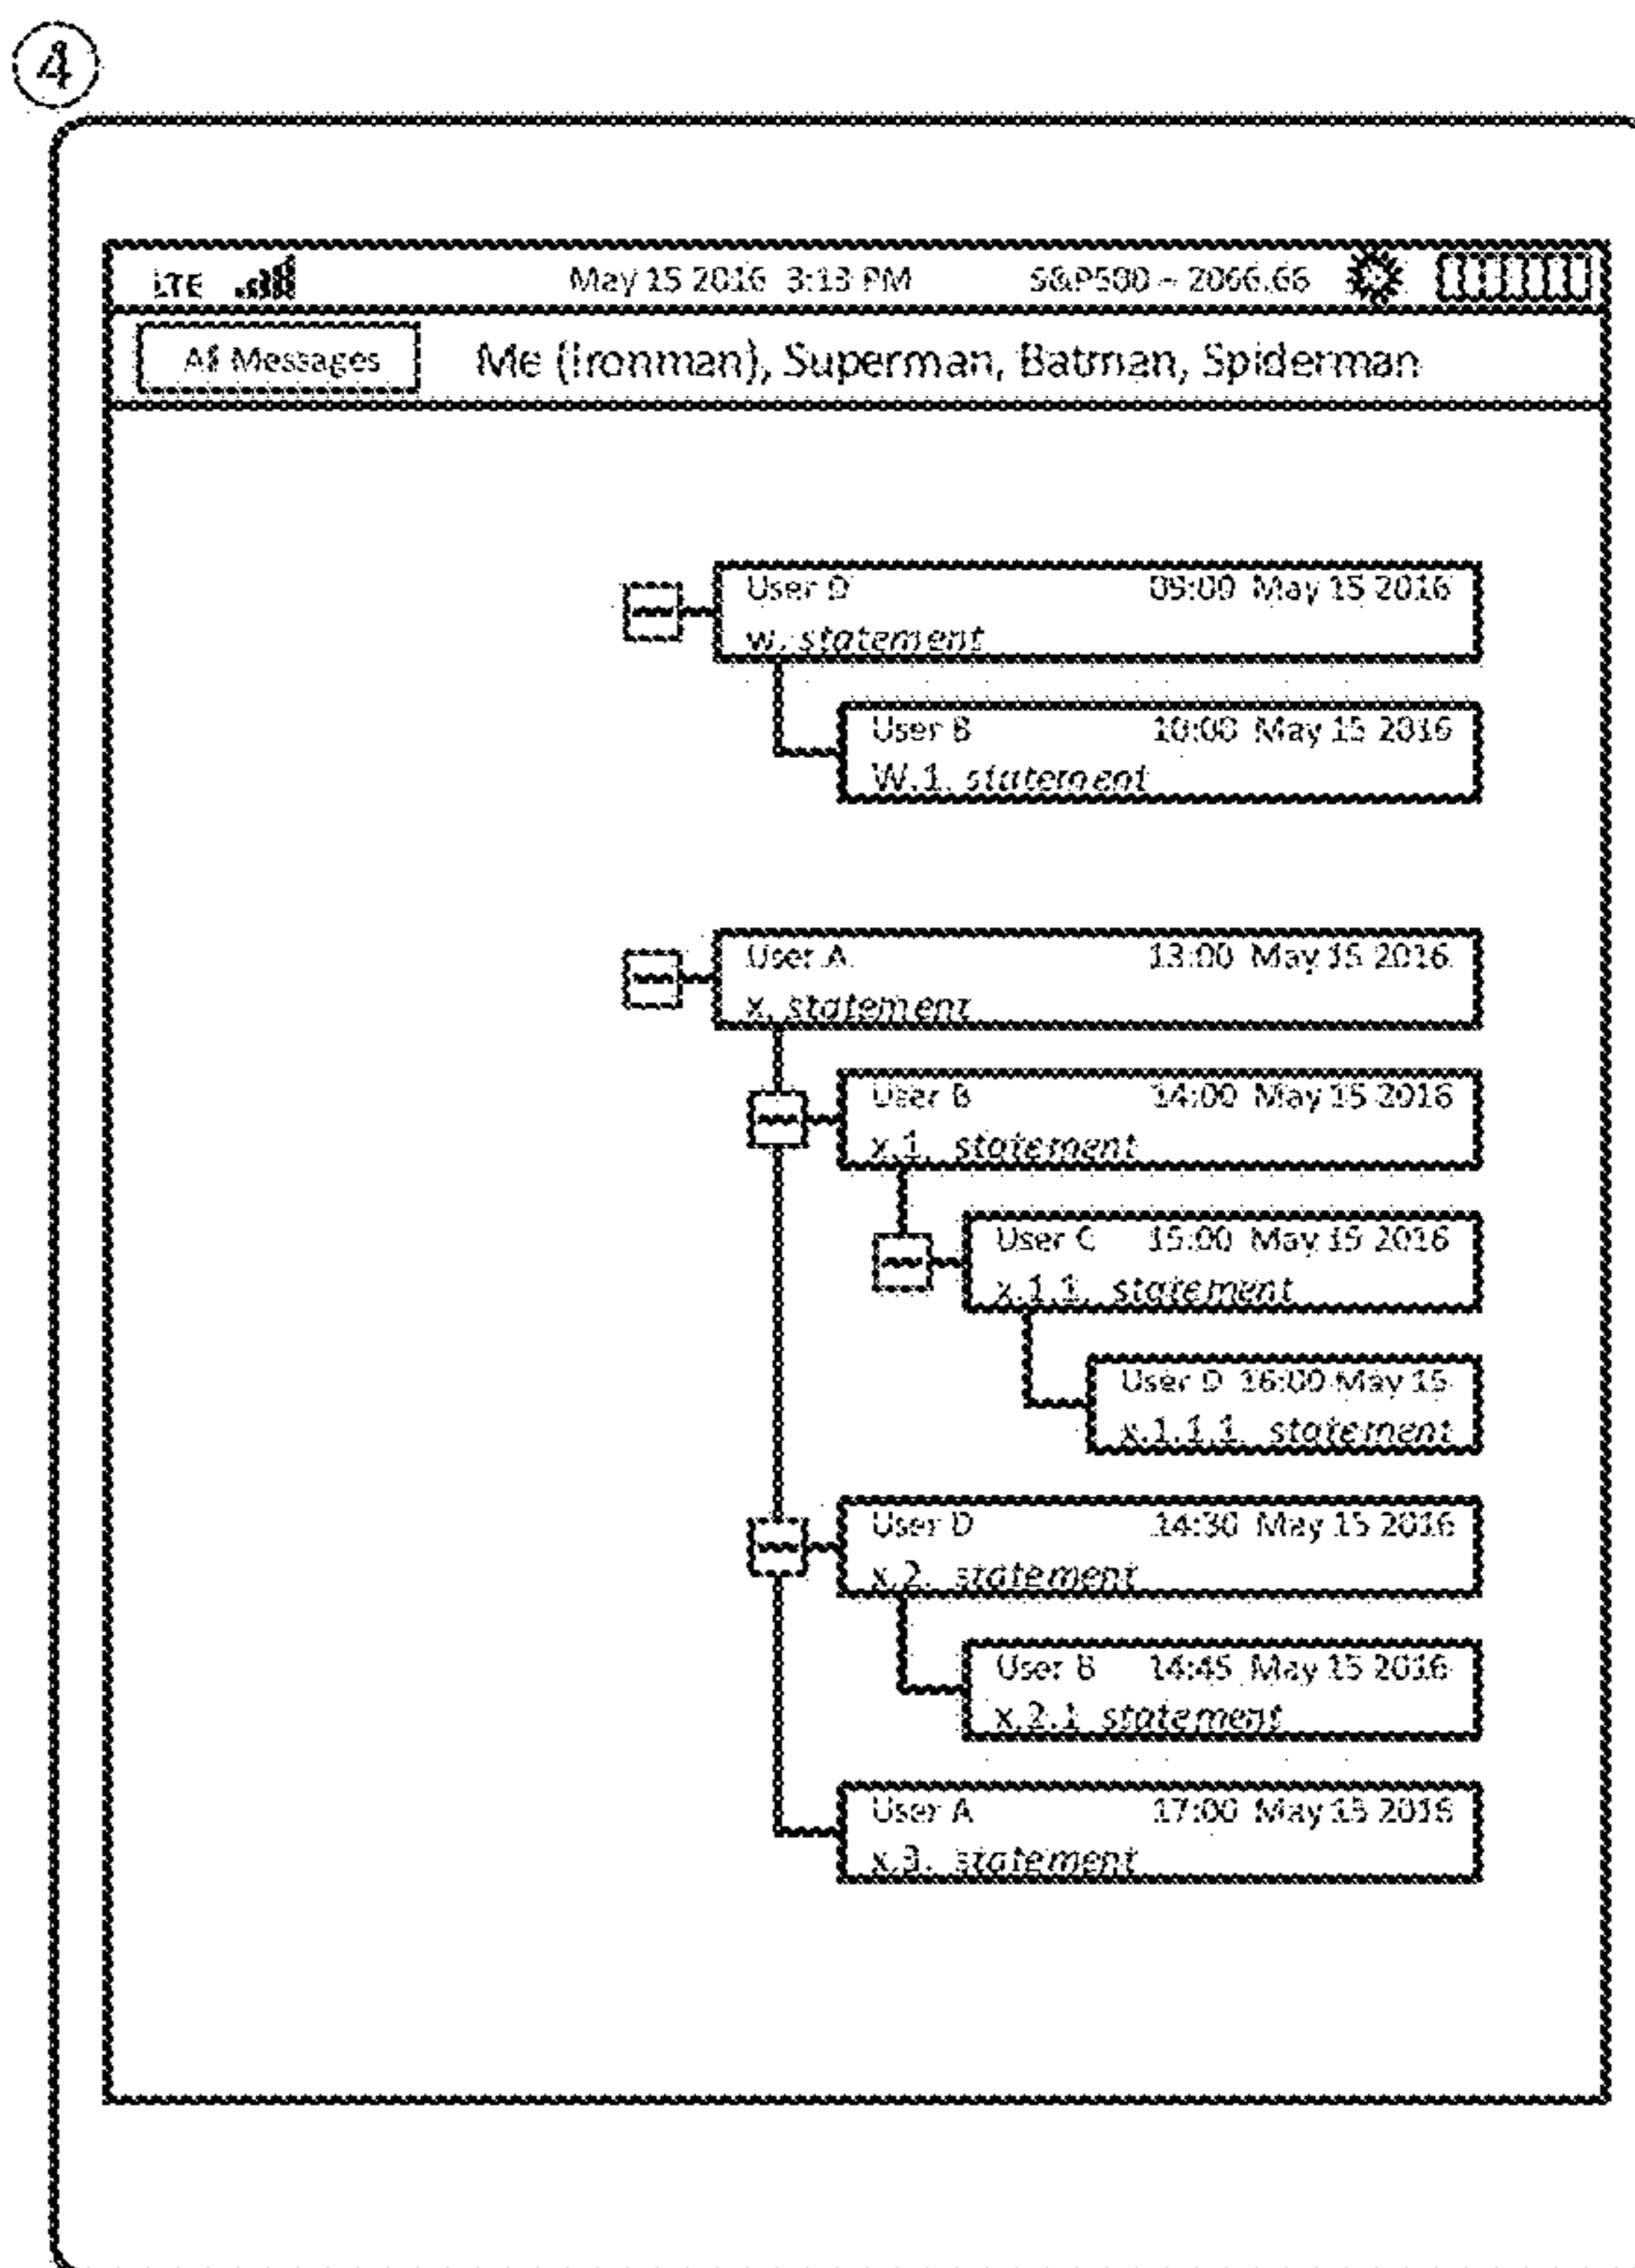 4
LTE May 15 2016 3:13 PM S&P500 ~ 2066.66
All Messages Me (Ironman), Superman, Batman, Spiderman
User D 09:00 May 15 2016
w. statement
User B 10:00 May 15 2016
W.1. statement
User A 13:00 May 15 2016
x. statement
User B 14:00 May 15 2016
x.1. statement
User C 15:00 May 15 2016
x.1.1. statement
User D 16:00 May 15
x.1.1.1. statement
User D 14:30 May 15 2016
x.2. statement
User B 14:45 May 15 2016
x.2.1 statement
User A 17:00 May 15 2016
x.3. statement